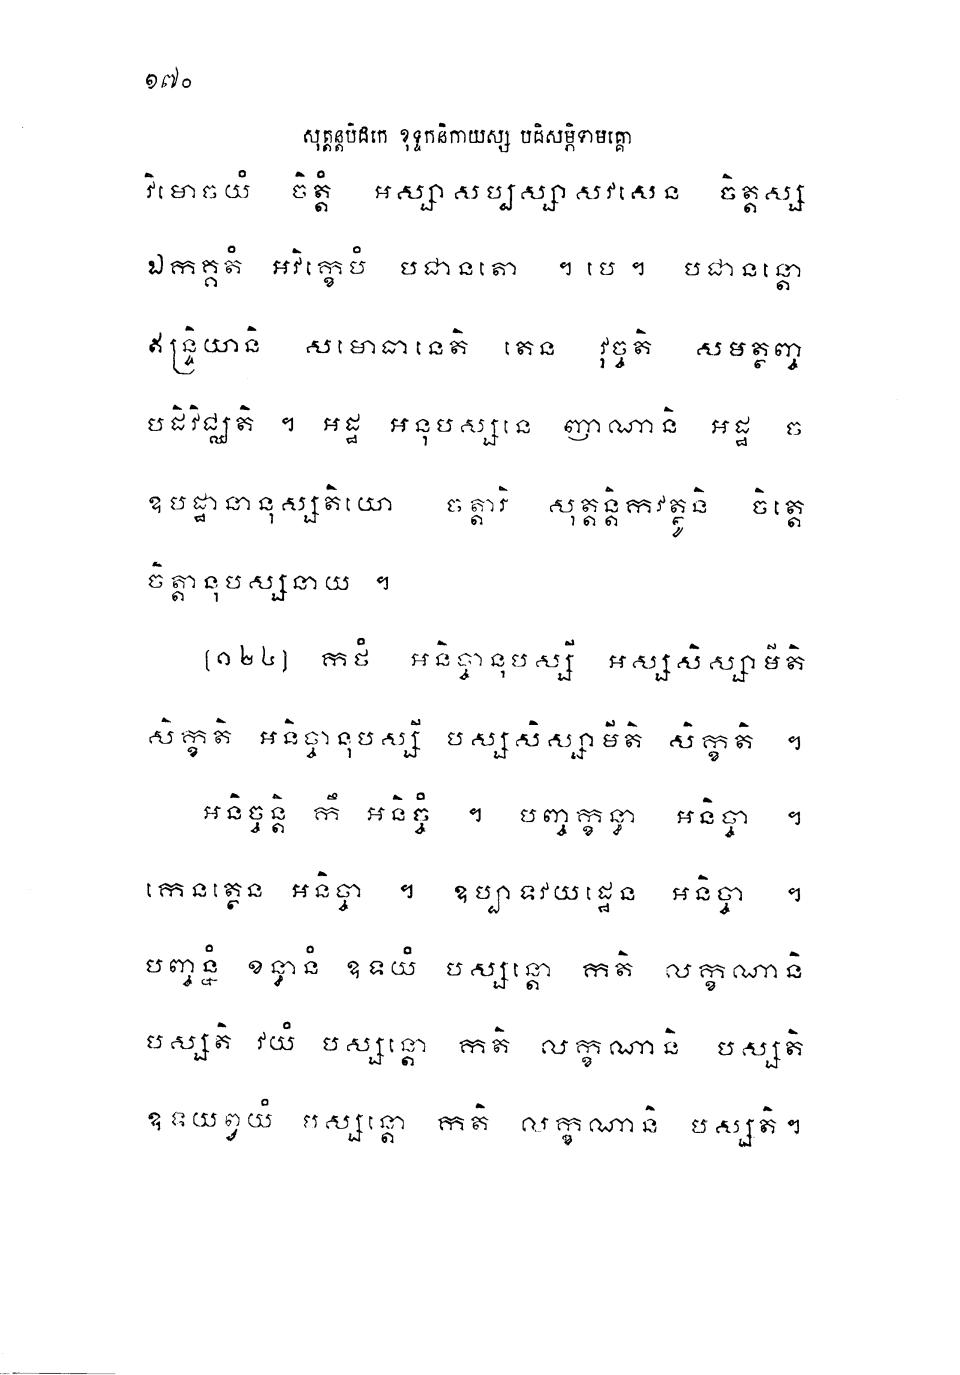 ១៧០
សុត្តន្តបិដកេ ខុទ្ទកនិកាយស្ស បដិសម្ភិទាមគ្គោ
វិមោចយំ ចិត្តំ អស្សាសប្បស្សាសវសេន ចិត្តស្ស
ឯកគ្គតំ អវិក្ខេបំ បជានតោ ។ បេ ។ បជានន្តោ
ឥន្ទ្រិយានិ សមោធានេតិ តេន វុច្ចតិ សមត្ថញ្ច
បដិវិជ្ឈតិ ។ អដ្ឋ អនុបស្សនេ ញាណានិ អដ្ឋ ច
ឧបដ្ឋានានុស្សតិយោ ចត្តារិ សុត្តន្តិកវត្ថូនិ ចិត្តេ
ចិត្តានុបស្សនាយ ។
[១២៤] កថំ អនិច្ចានុបស្សី អស្សសិស្សាមីតិ
សិក្ខតិ អនិច្ចានុបស្សី បស្សសិស្សាមីតិ សិក្ខតិ ។
អនិច្ចន្តិ កឹ អនិច្ចំ ។ បញ្ចក្ខន្ធា អនិច្ចា ។
កេនត្ថេន អនិច្ចា ។ ឧប្បាទវយដ្ឋេន អនិច្ចា ។
បញ្ចន្នំ ខន្ធានំ ឧទយំ បស្សន្តោ កតិ លក្ខណានិ
បស្សតិ វយំ បស្សន្តោ កតិ លក្ខណានិ បស្សតិ
ឧទយព្វយំ បស្សន្តោ កតិ លក្ខណានិ បស្សតិ។